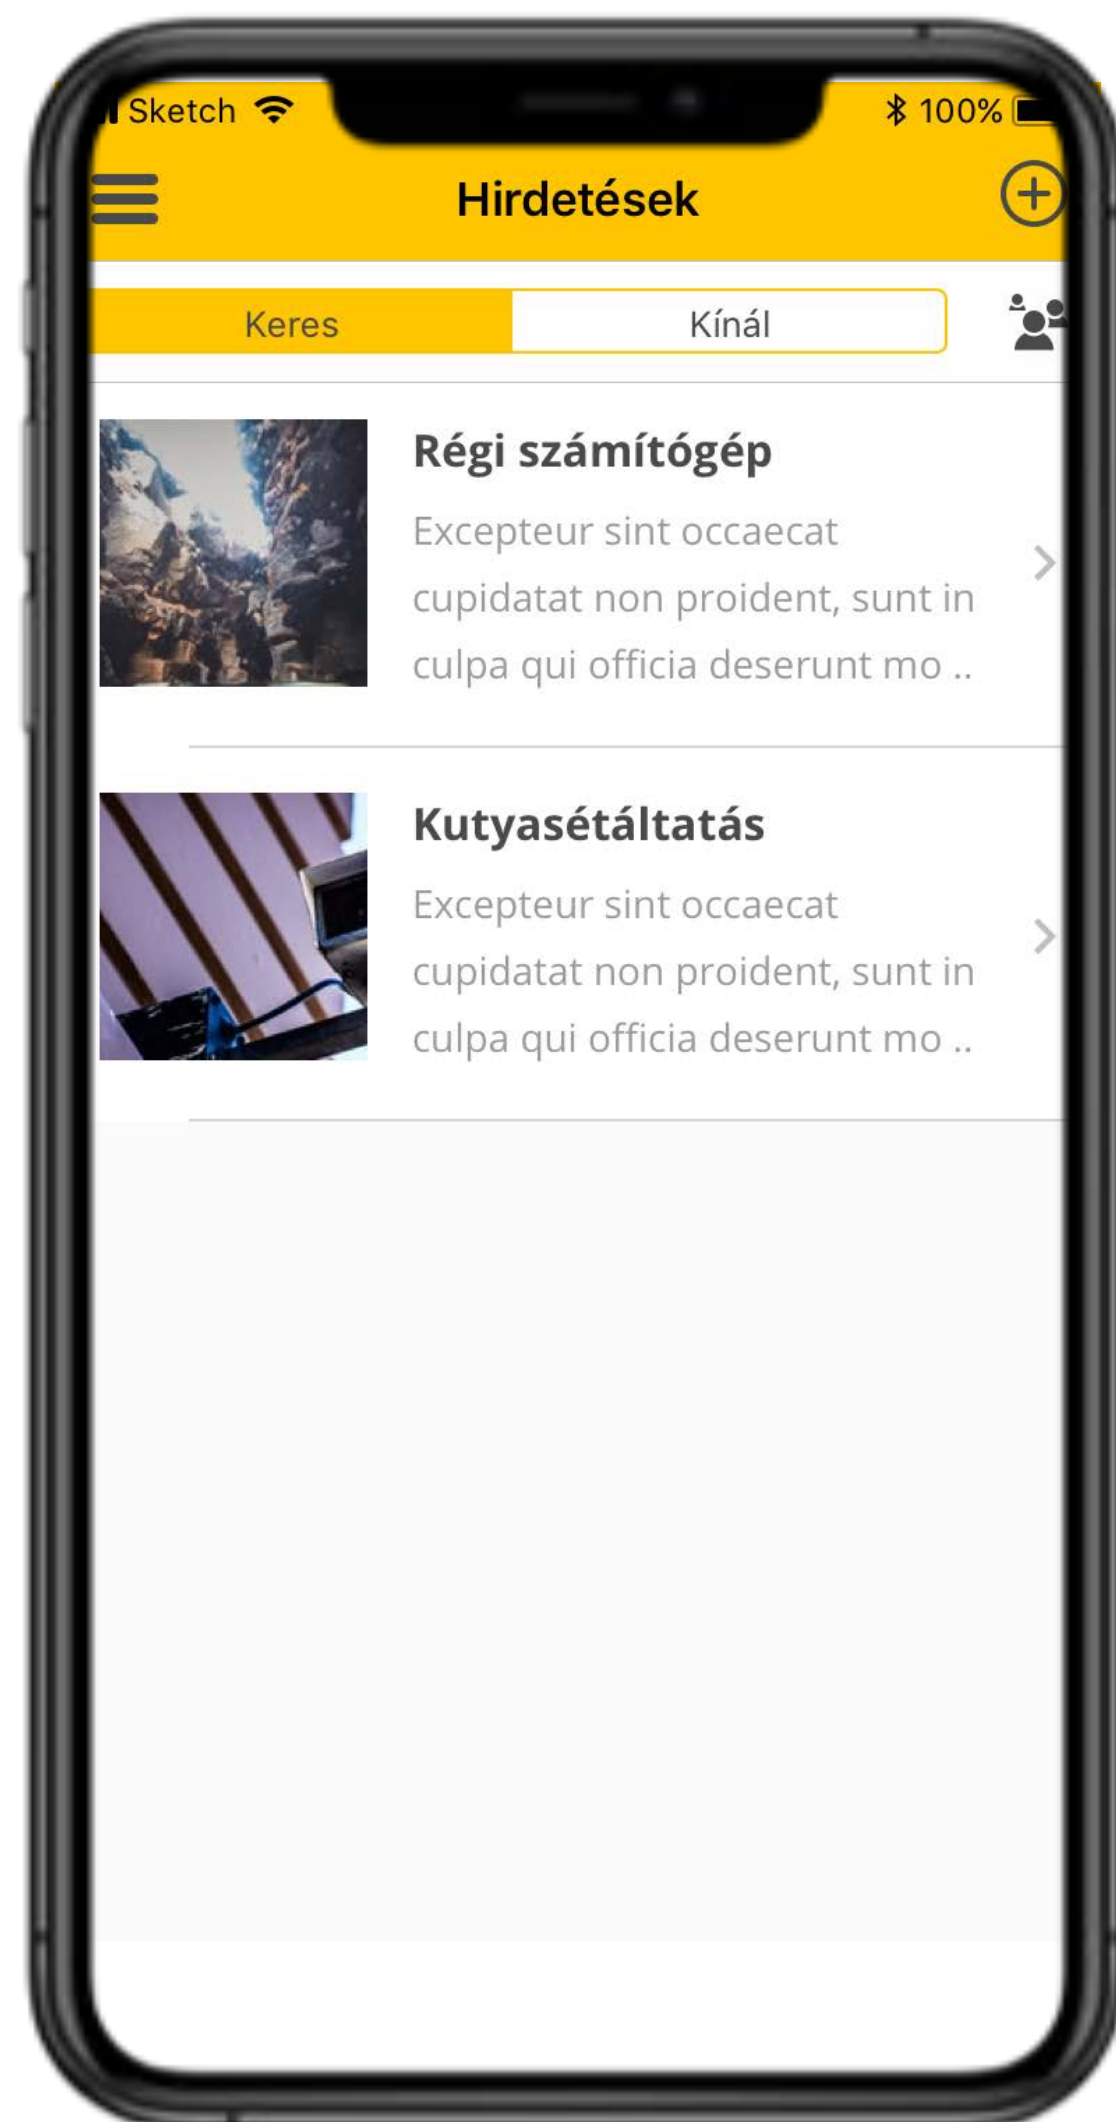 Sketch 100%
Hirdetések
Keres Kínál
Régi számítógép
Excepteur sint occaecat
cupidatat non proident, sunt in
culpa qui officia deserunt mo ..
Kutyasétáltatás
Excepteur sint occaecat
cupidatat non proident, sunt in
culpa qui officia deserunt mo ..